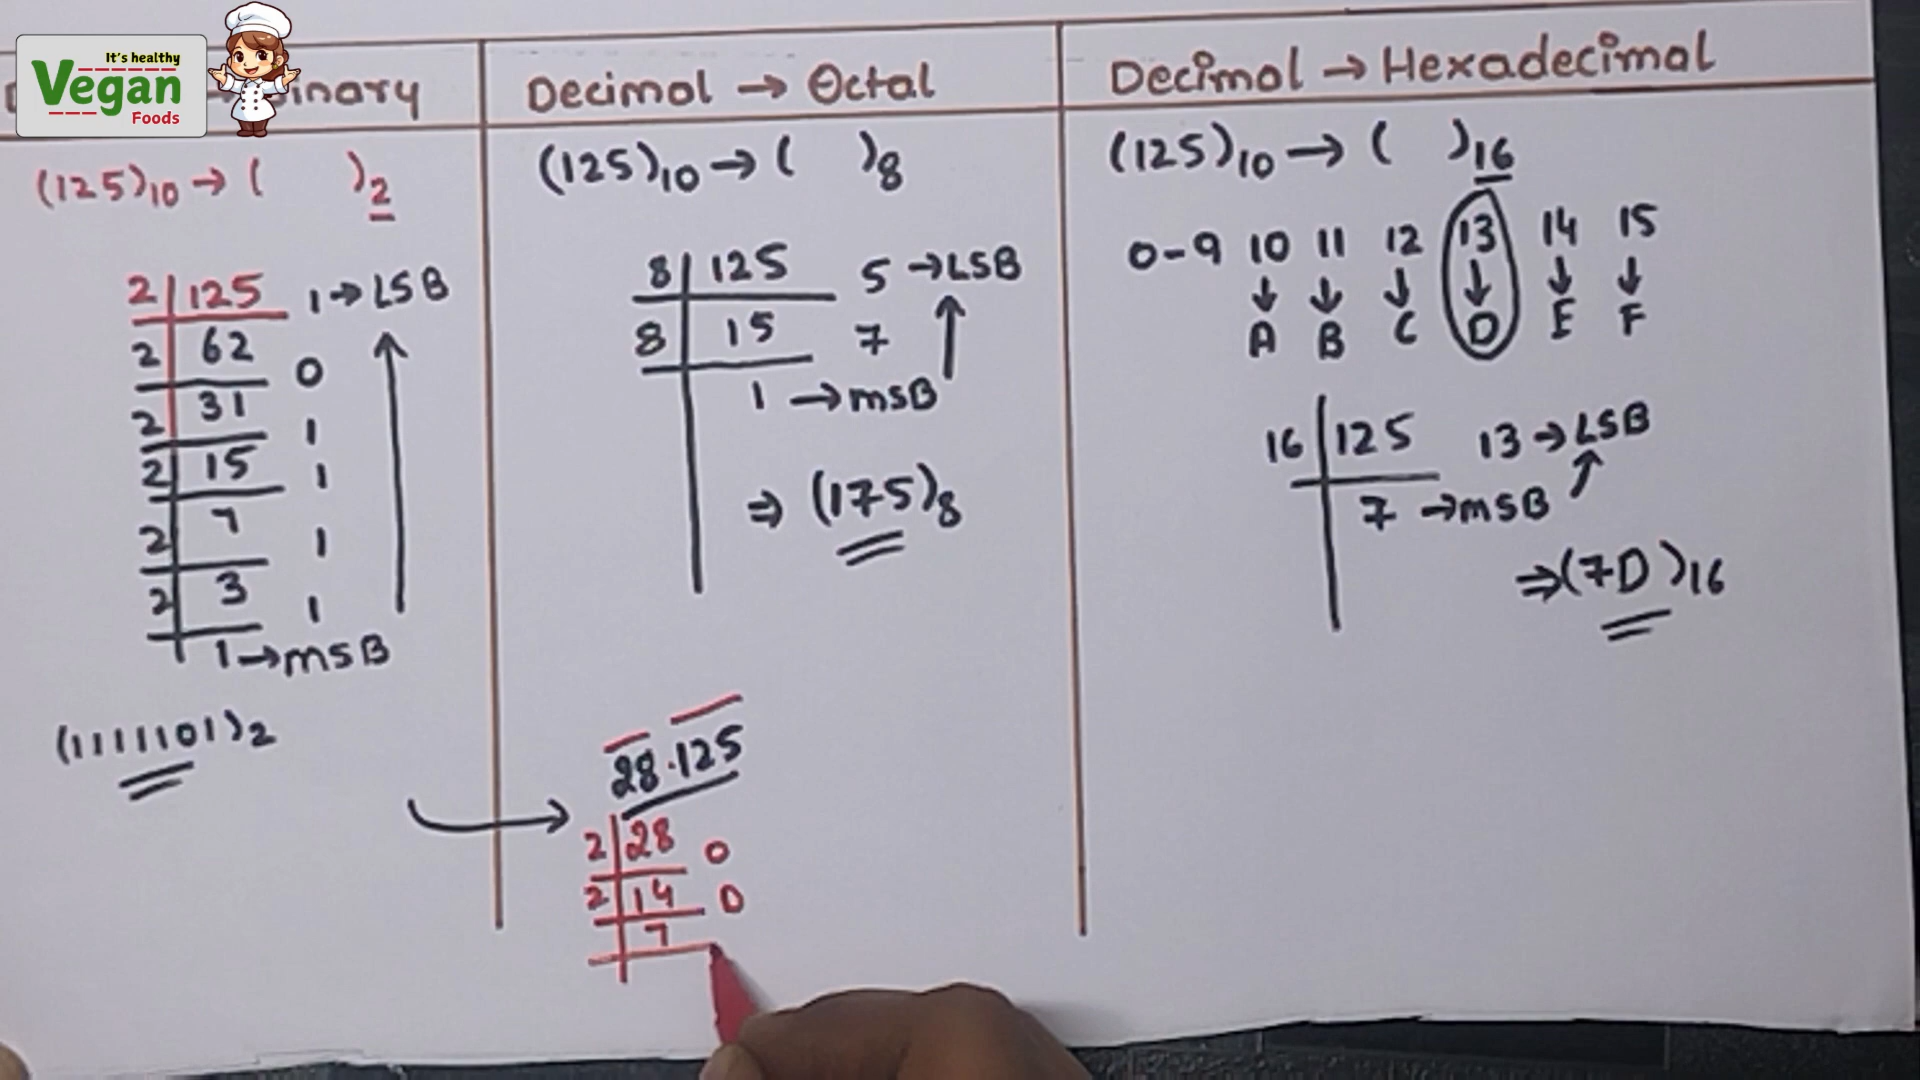 It's healthy
Vegan
Foods
inary
(125)10 → ( )2
2 125 1 → LSB
2 62 0
2 31 1
2 15 1
2 7 1
2 3 1
1 → MSB
(1111101)2
Decimal → Octal
(125)10 → ( )8
8 125 5 → LSB
8 15 7
1 → MSB
⇒ (175)8
28.125
2 28 0
2 14 0
7
Decimal → Hexadecimal
(125)10 → ( )16
0-9 10 11 12 13 14 15
↓ ↓ ↓ ↓ ↓ ↓
A B C D E F
16 125 13 → LSB
7 → MSB
⇒ (7D)16